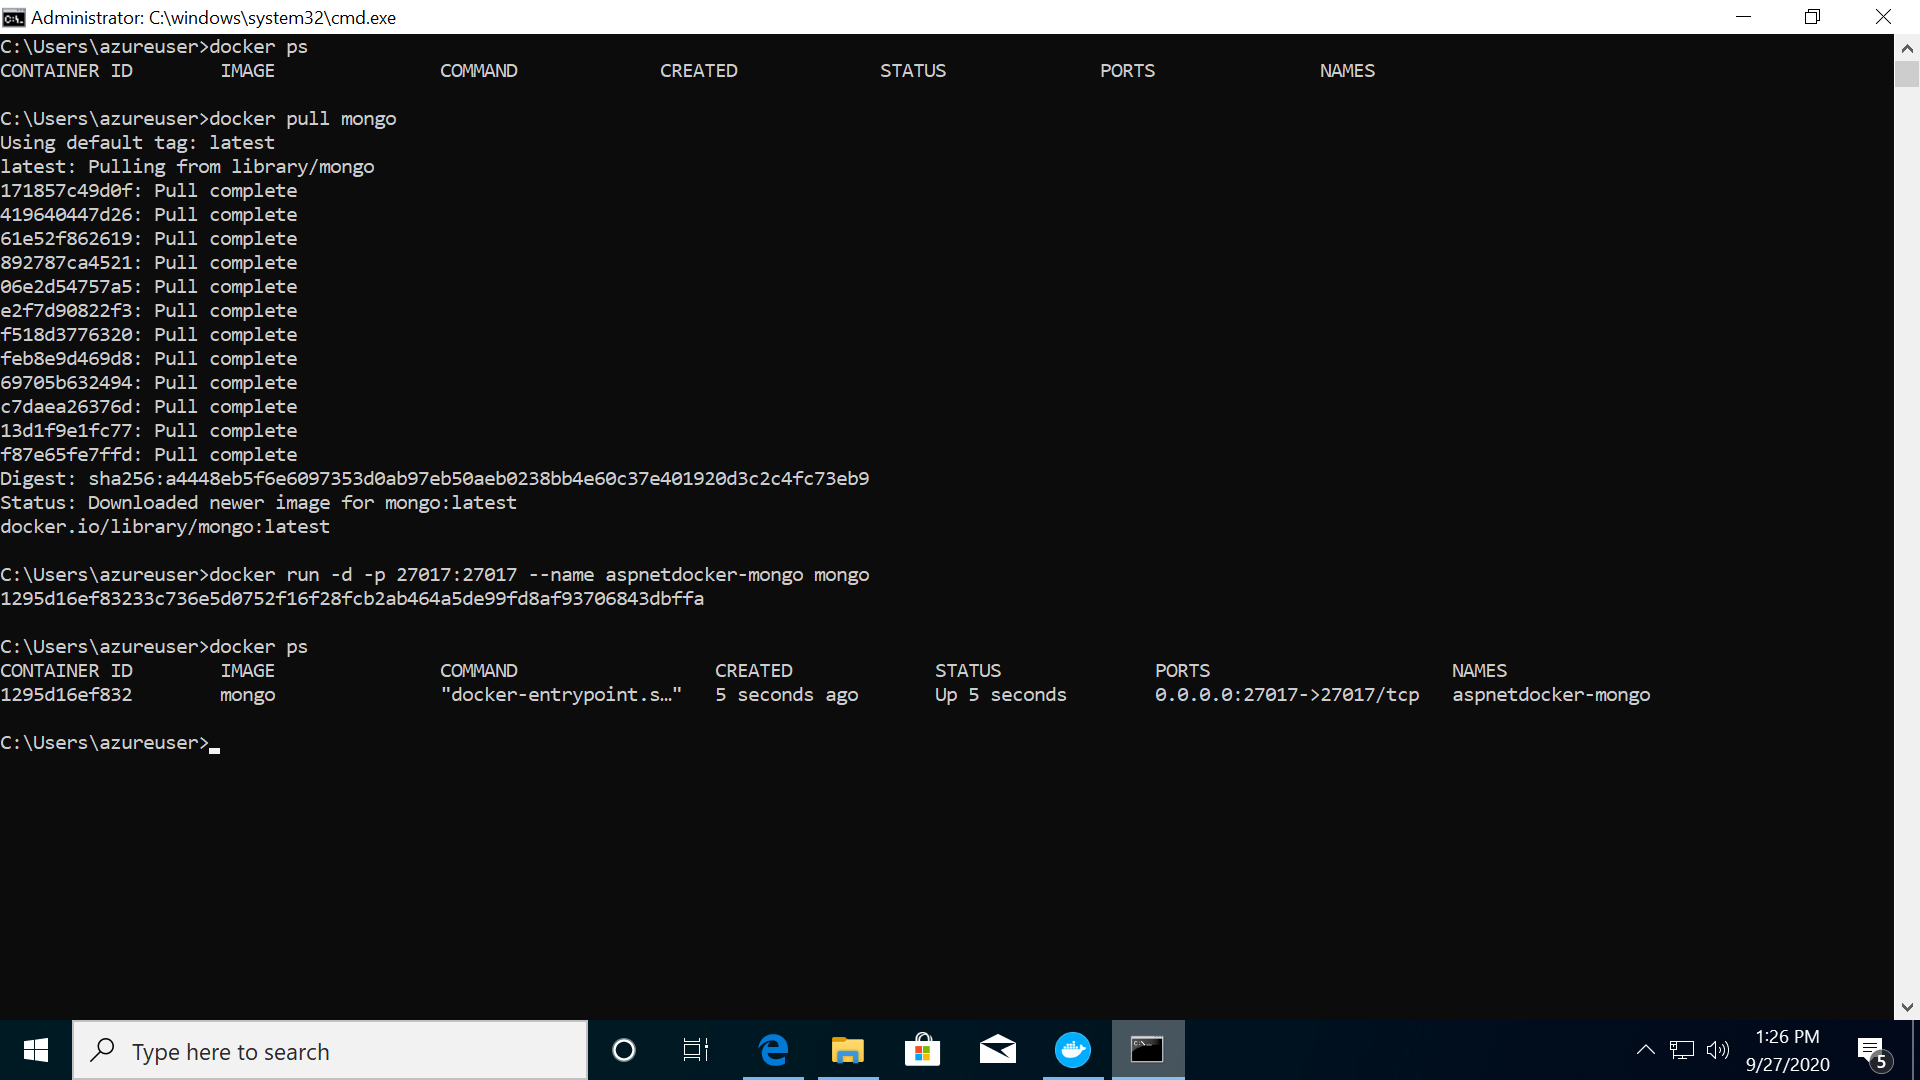 Administrator: C:\windows\system32\cmd.exe
C:\Users\azureuser>docker ps
CONTAINER ID        IMAGE               COMMAND             CREATED             STATUS              PORTS               NAMES
C:\Users\azureuser>docker pull mongo
Using default tag: latest
latest: Pulling from library/mongo
171857c49d0f: Pull complete
419640447d26: Pull complete
61e52f862619: Pull complete
892787ca4521: Pull complete
06e2d54757a5: Pull complete
e2f7d90822f3: Pull complete
f518d3776320: Pull complete
feb8e9d469d8: Pull complete
69705b632494: Pull complete
c7daea26376d: Pull complete
13d1f9e1fc77: Pull complete
f87e65fe7ffd: Pull complete
Digest: sha256:a4448eb5f6e6097353d0ab97eb50aeb0238bb4e60c37e401920d3c2c4fc73eb9
Status: Downloaded newer image for mongo:latest
docker.io/library/mongo:latest
C:\Users\azureuser>docker run -d -p 27017:27017 --name aspnetdocker-mongo mongo
1295d16ef83233c736e5d0752f16f28fcb2ab464a5de99fd8af93706843dbffa
C:\Users\azureuser>docker ps
CONTAINER ID        IMAGE               COMMAND                  CREATED             STATUS              PORTS                      NAMES
1295d16ef832        mongo               "docker-entrypoint.s…"   5 seconds ago       Up 5 seconds        0.0.0.0:27017->27017/tcp   aspnetdocker-mongo
C:\Users\azureuser>
Type here to search
1:26 PM
9/27/2020
5